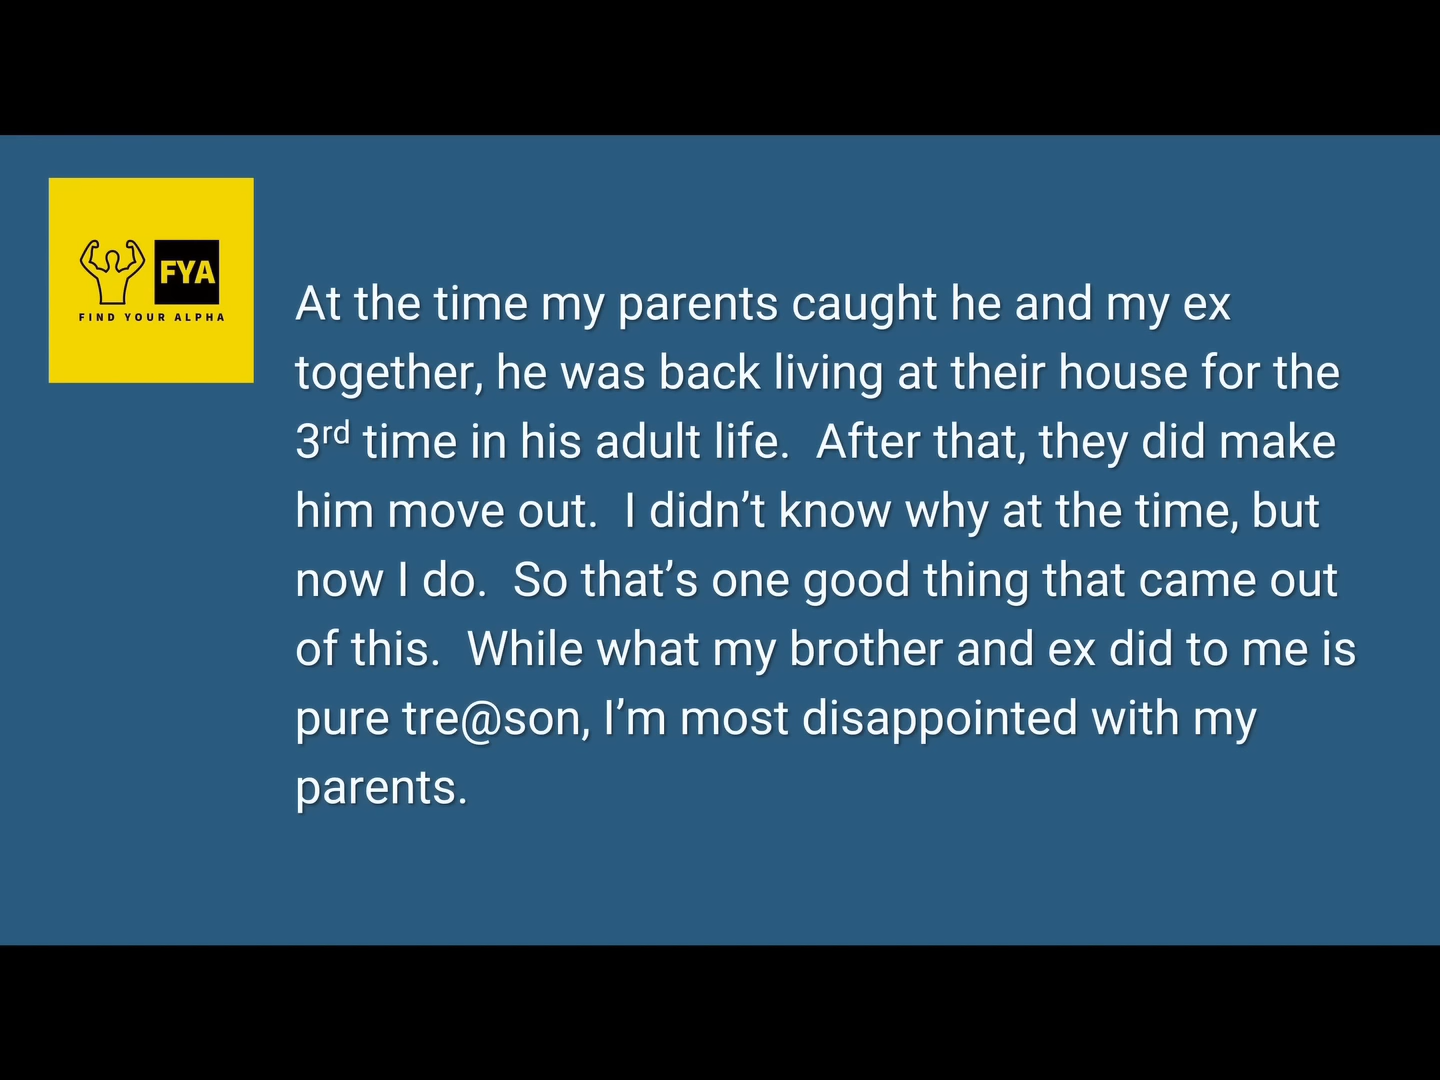 FYA
FIND YOUR ALPHA
At the time my parents caught he and my ex
together, he was back living at their house for the
3rd time in his adult life.  After that, they did make
him move out.  I didn’t know why at the time, but
now I do.  So that’s one good thing that came out
of this.  While what my brother and ex did to me is
pure tre@son, I’m most disappointed with my
parents.